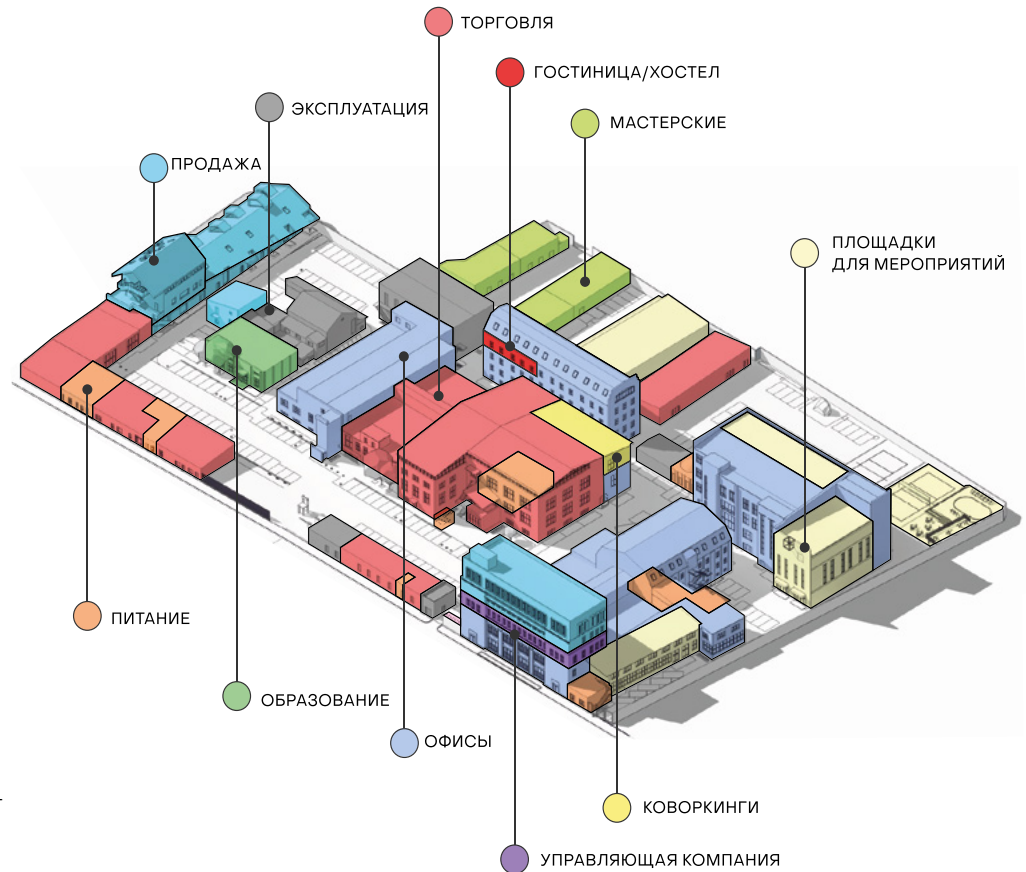 ТОРГОВЛЯ
ГОСТИНИЦА/ХОСТЕЛ
ЭКСПЛУАТАЦИЯ
МАСТЕРСКИЕ
ПРОДАЖА
ПЛОЩАДКИ
ДЛЯ МЕРОПРИЯТИЙ
ПИТАНИЕ
ОБРАЗОВАНИЕ
ОФИСЫ
КОВОРКИНГИ
УПРАВЛЯЮЩАЯ КОМПАНИЯ